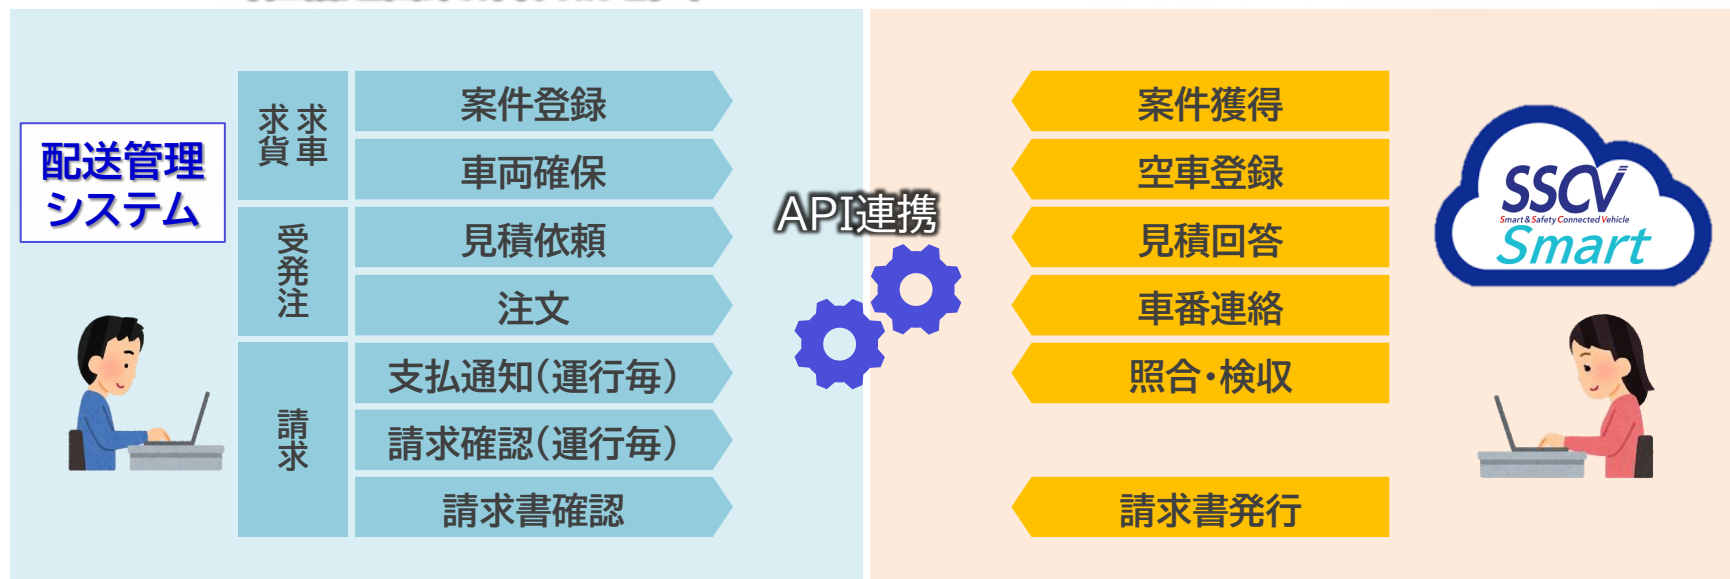 配送管理
システム
求車
求貨
案件登録
車両確保
受発注
見積依頼
注文
請求
支払通知（運行毎）
請求確認（運行毎）
請求書確認
API連携
案件獲得
空車登録
見積回答
車番連絡
照合・検収
請求書発行
SSCV
Smart & Safety Connected Vehicle
Smart